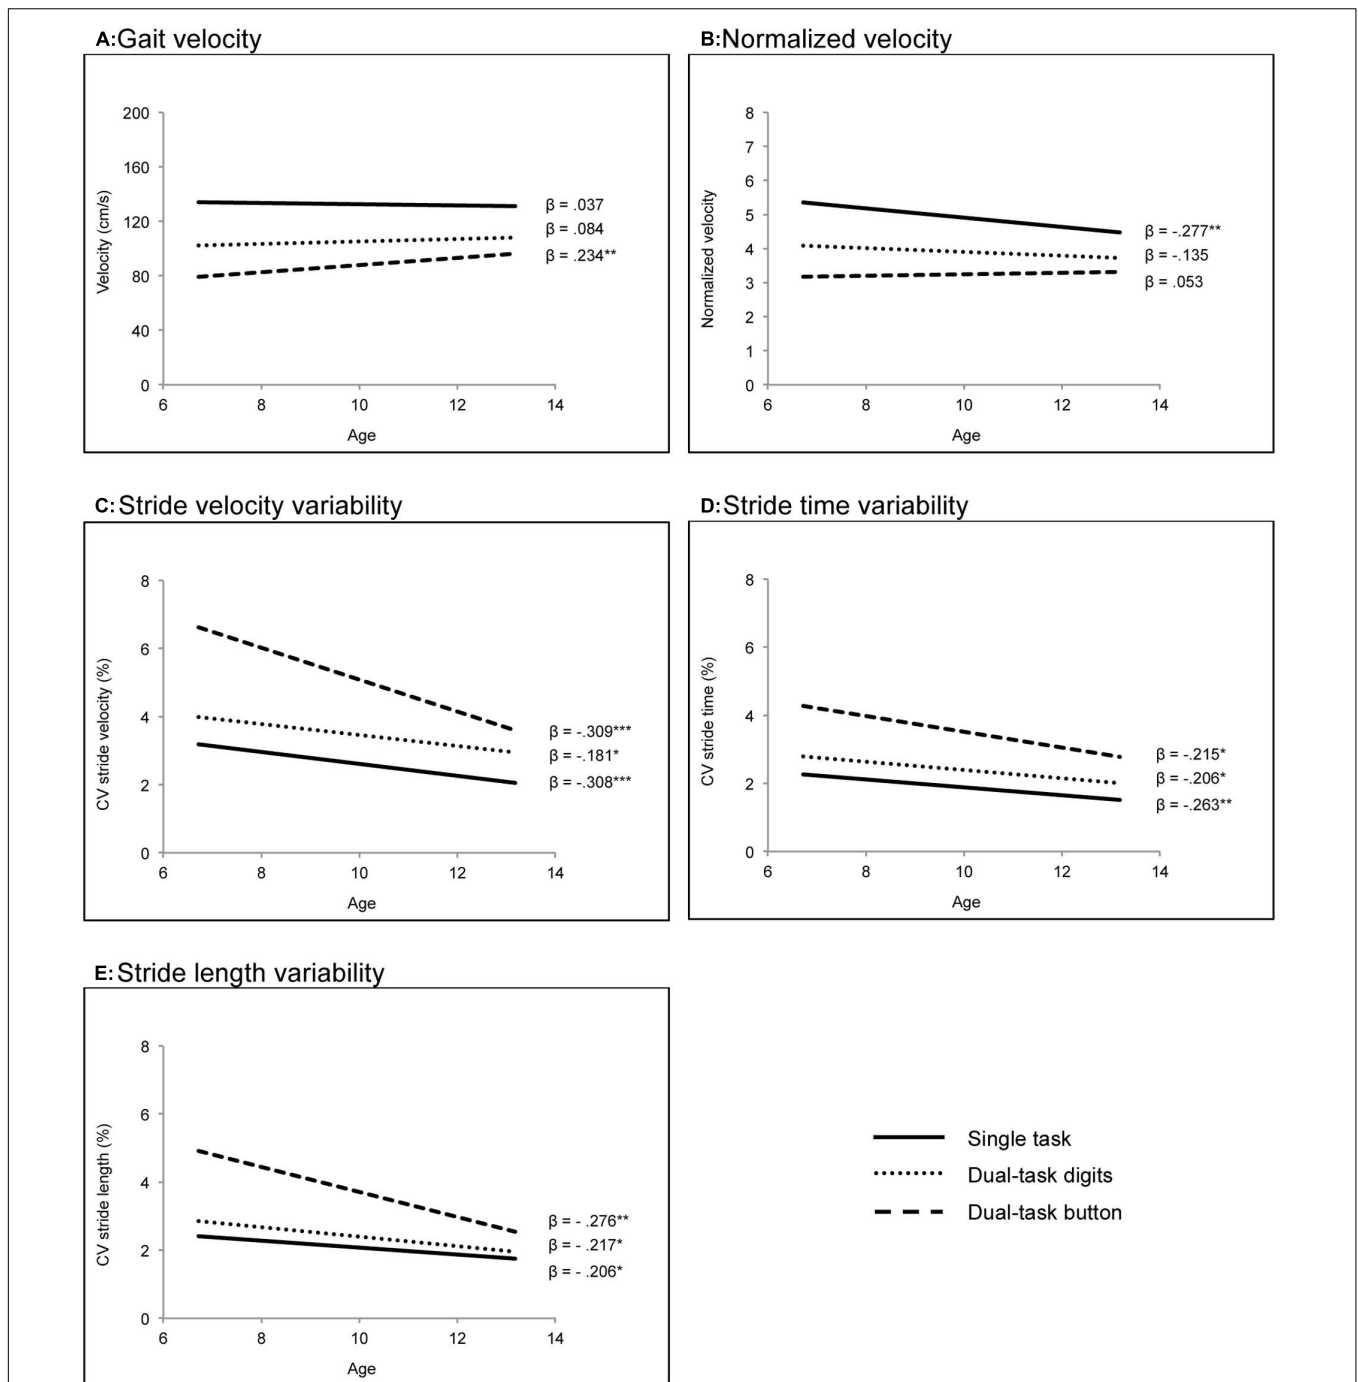 A: Gait velocity
200
160
120
80
40
0
6 8 10 12 14
Velocity (cm/s)
Age
β = .037
β = .084
β = .234**
B: Normalized velocity
8
7
6
5
4
3
2
1
0
6 8 10 12 14
Normalized velocity
Age
β = -.277**
β = -.135
β = .053
C: Stride velocity variability
8
6
4
2
0
6 8 10 12 14
CV stride velocity (%)
Age
β = -.309***
β = -.181*
β = -.308***
D: Stride time variability
8
6
4
2
0
6 8 10 12 14
CV stride time (%)
Age
β = -.215*
β = -.206*
β = -.263**
E: Stride length variability
8
6
4
2
0
6 8 10 12 14
CV stride length (%)
Age
β = - .276**
β = - .217*
β = - .206*
Single task
Dual-task digits
Dual-task button